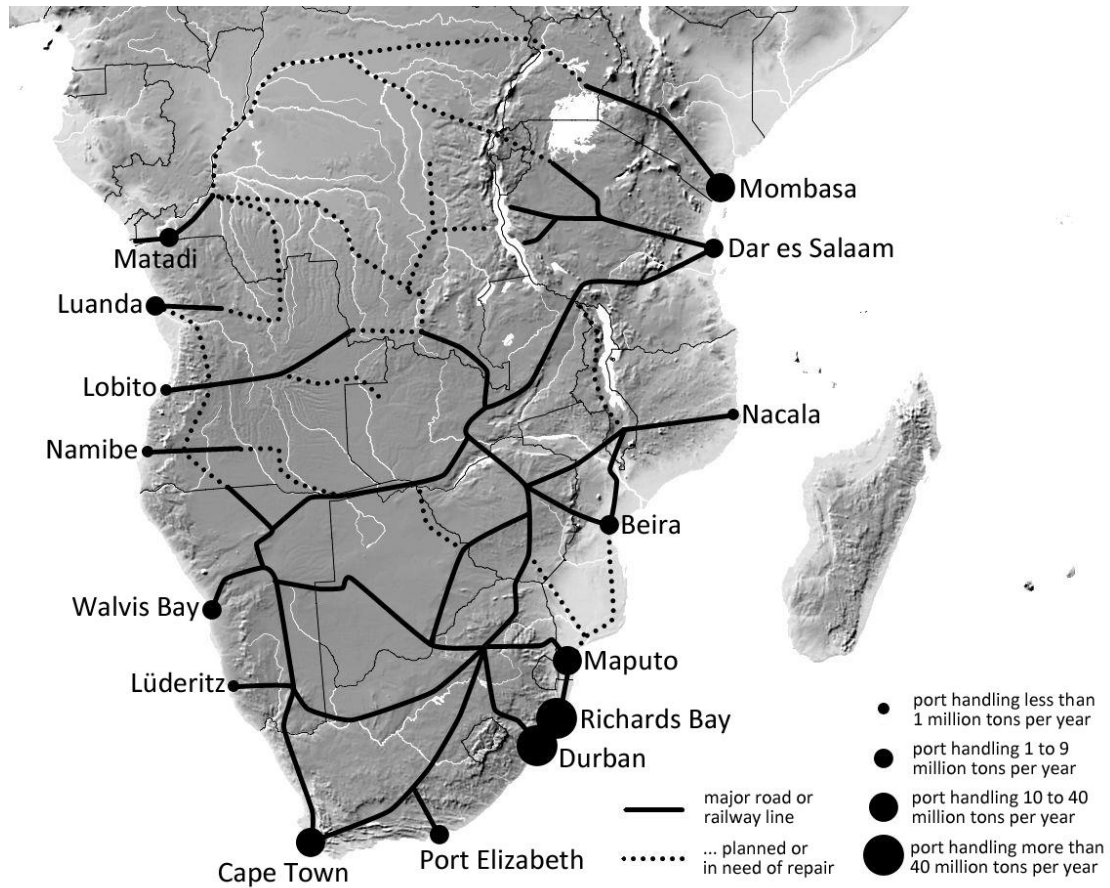 Mombasa
Dar es Salaam
Matadi
Luanda
Lobito
Nacala
Namibe
Beira
Walvis Bay
Maputo
Lüderitz
Richards Bay
Durban
Port Elizabeth
Cape Town
port handling less than
1 million tons per year
port handling 1 to 9
million tons per year
port handling 10 to 40
million tons per year
port handling more than
40 million tons per year
major road or
railway line
... planned or
in need of repair